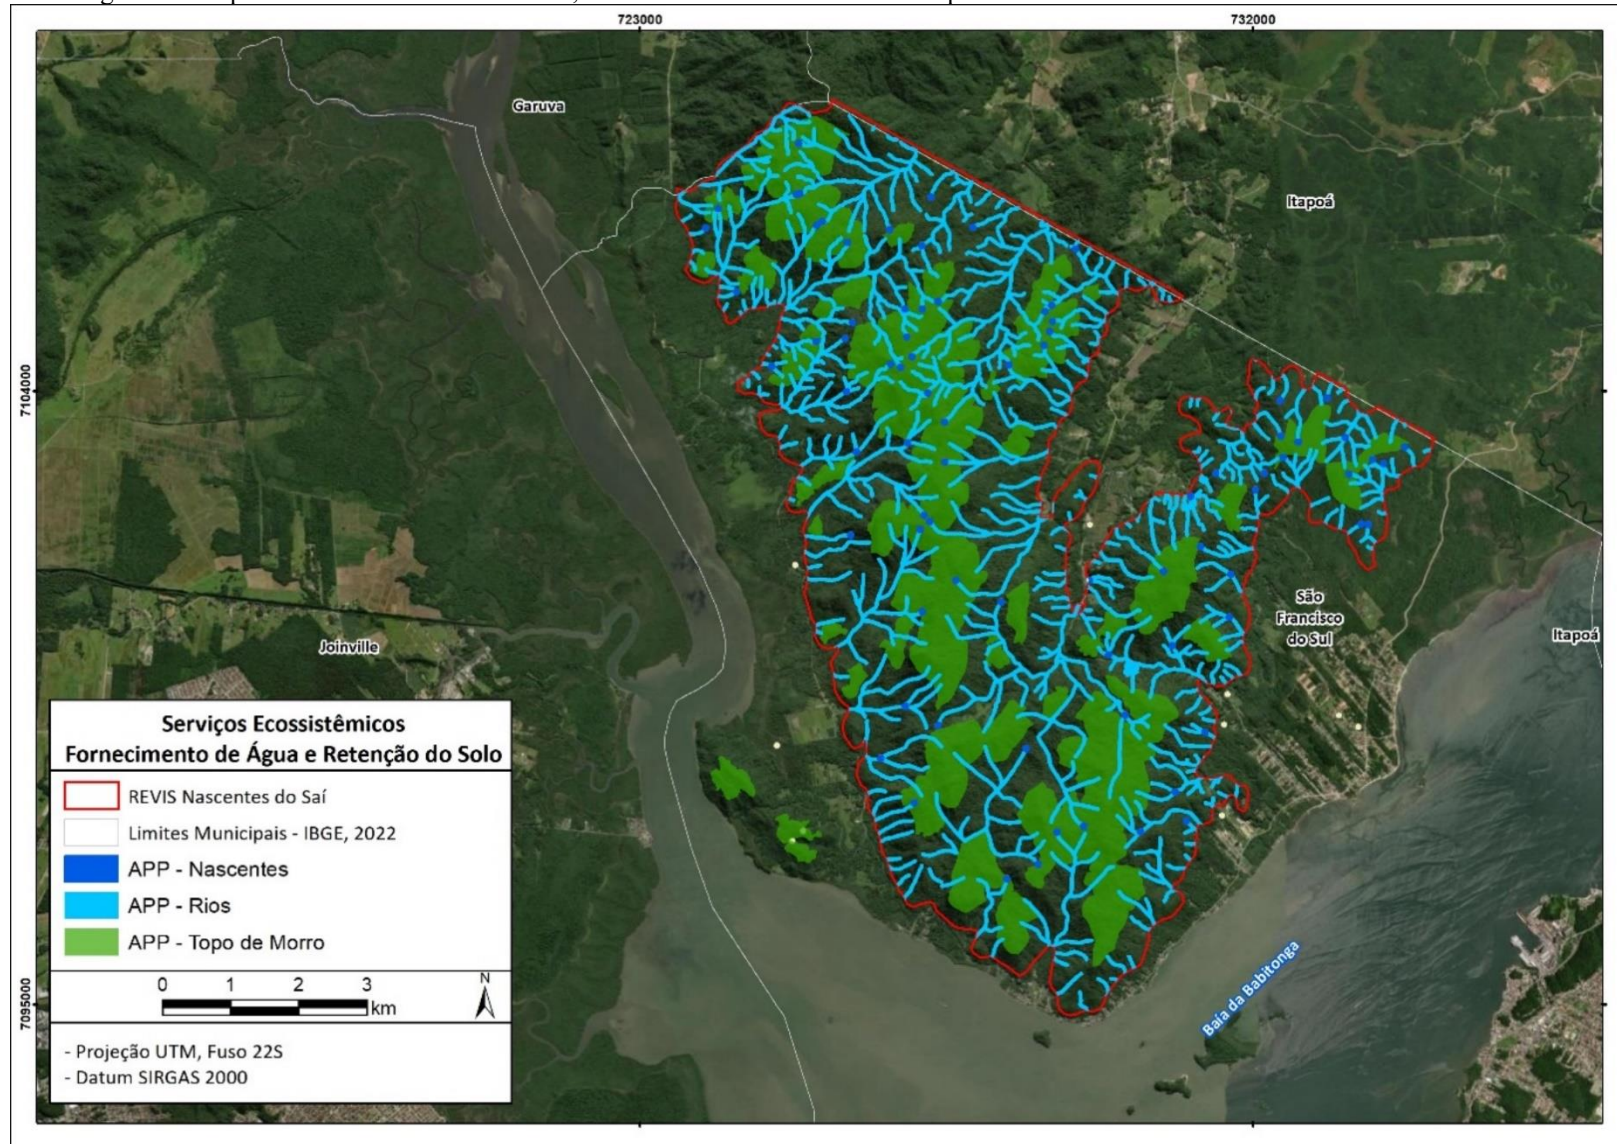 723000
732000
Garuva
Itapoá
7104000
São
Francisco
do Sul
Itapoá
Joinville
Serviços Ecossistêmicos
Fornecimento de Água e Retenção do Solo
REVIS Nascentes do Saí
Limites Municipais - IBGE, 2022
APP - Nascentes
APP - Rios
APP - Topo de Morro
0 1 2 3
km
N
Baía da Babitonga
7095000
- Projeção UTM, Fuso 22S
- Datum SIRGAS 2000